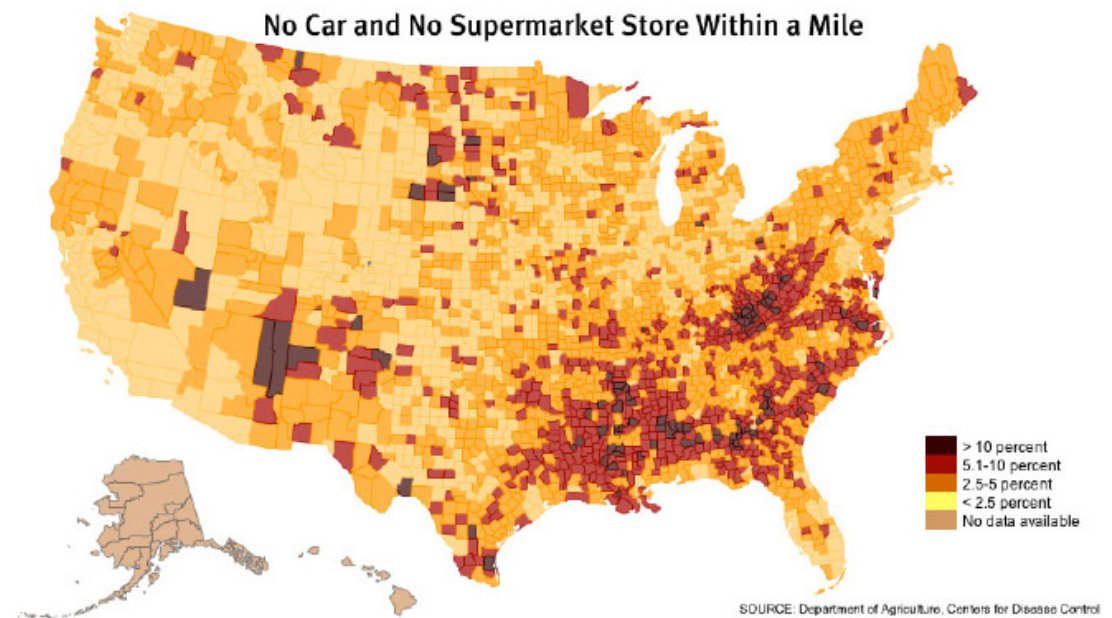 No Car and No Supermarket Store Within a Mile
> 10 percent
5.1-10 percent
2.5-5 percent
< 2.5 percent
No data available
SOURCE: Department of Agriculture, Centers for Disease Control